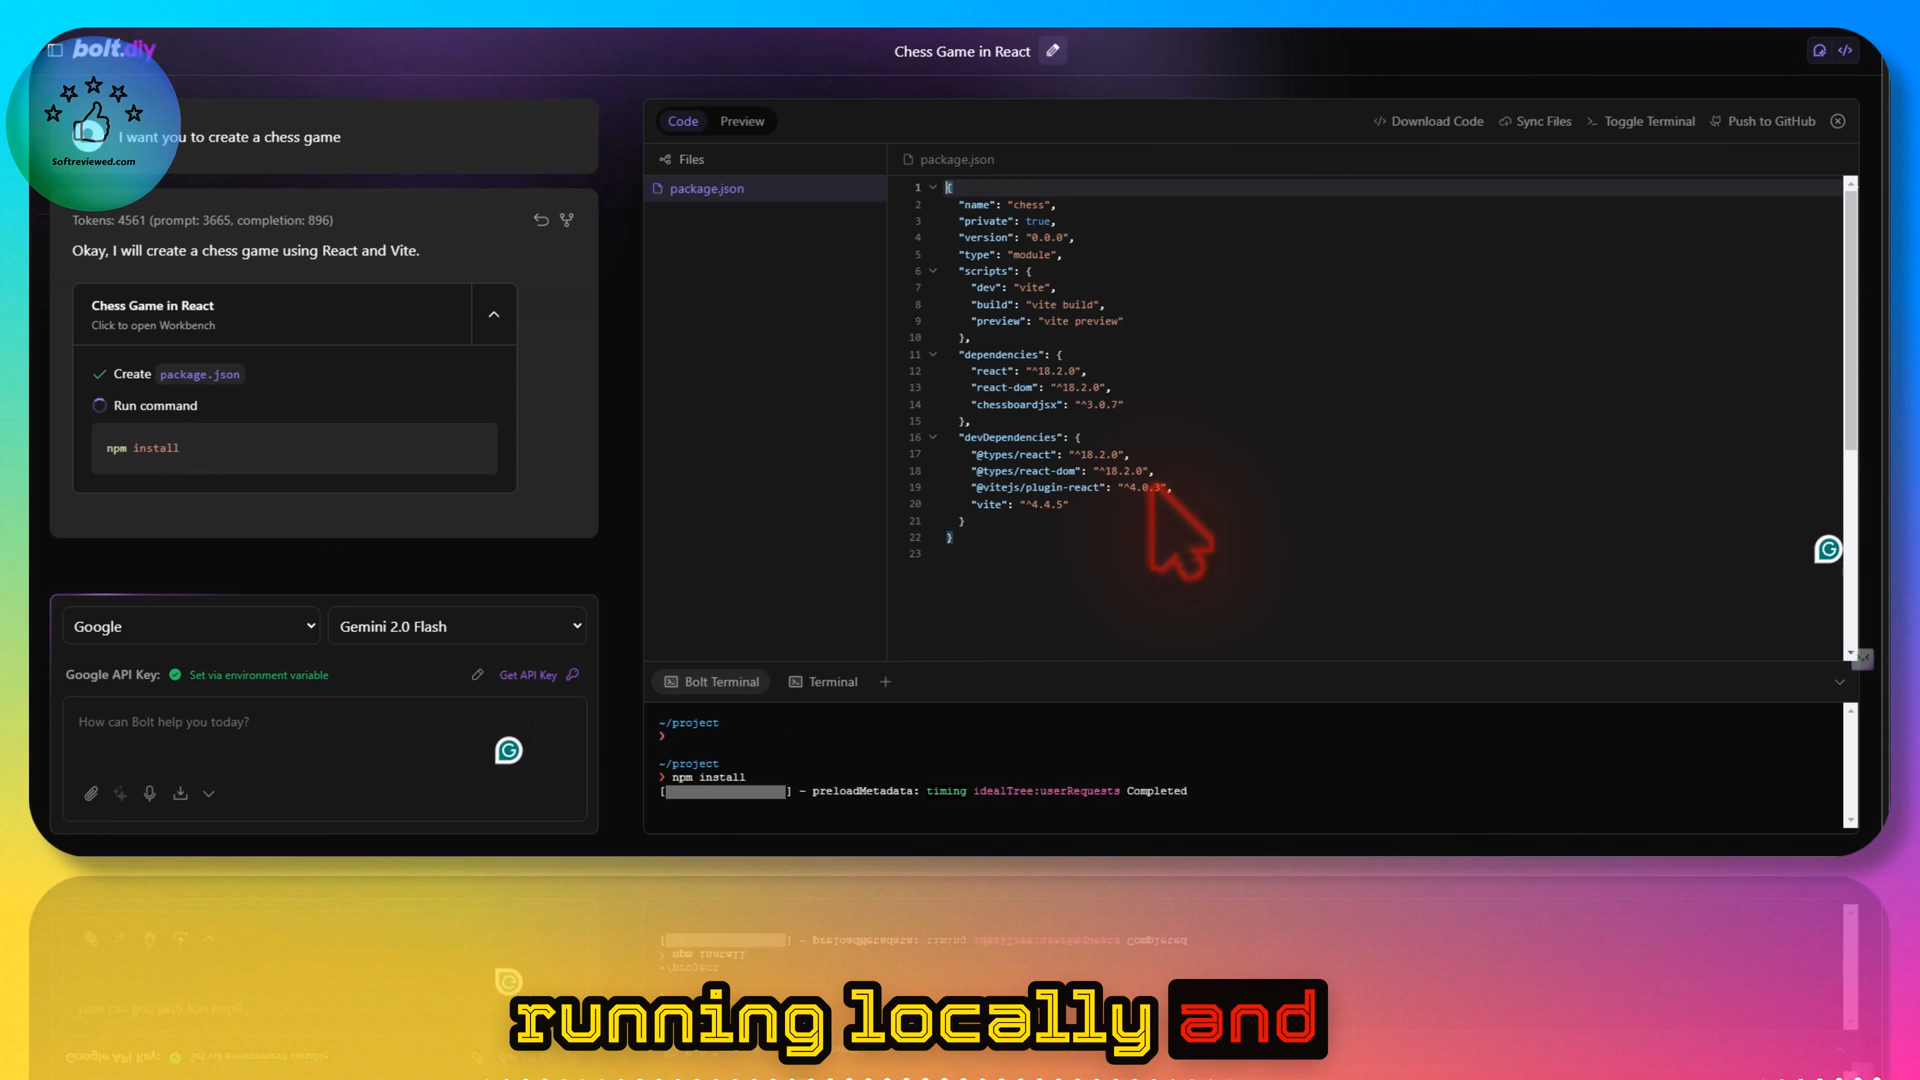 bolt.diy
Chess Game in React
Softreviewed.com
I want you to create a chess game
Tokens: 4561 (prompt: 3665, completion: 896)
Okay, I will create a chess game using React and Vite.
Chess Game in React
Click to open Workbench
Create package.json
Run command
npm install
Google
Gemini 2.0 Flash
Google API Key: Set via environment variable
Get API Key
How can Bolt help you today?
Code Preview
Download Code Sync Files Toggle Terminal Push to GitHub
Files
package.json
package.json
1 {
2 "name": "chess",
3 "private": true,
4 "version": "0.0.0",
5 "type": "module",
6 "scripts": {
7 "dev": "vite",
8 "build": "vite build",
9 "preview": "vite preview"
10 },
11 "dependencies": {
12 "react": "^18.2.0",
13 "react-dom": "^18.2.0",
14 "chessboardjsx": "^3.0.7"
15 },
16 "devDependencies": {
17 "@types/react": "^18.2.0",
18 "@types/react-dom": "^18.2.0",
19 "@vitejs/plugin-react": "^4.0.3",
20 "vite": "^4.4.5"
21 }
22 }
23
Bolt Terminal Terminal +
~/project
❯
~/project
❯ npm install
[ ] - preloadMetadata: timing idealTree:userRequests Completed
running locally and